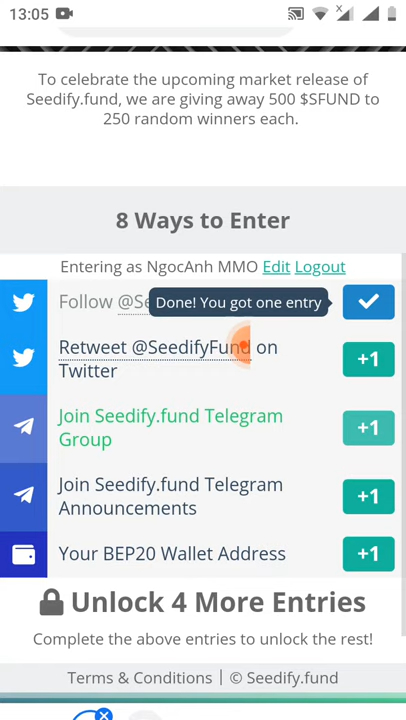 13:05
To celebrate the upcoming market release of
Seedify.fund, we are giving away 500 $SFUND to
250 random winners each.
8 Ways to Enter
Entering as NgocAnh MMO Edit Logout
Follow @Se
Done! You got one entry
Retweet @SeedifyFund on
Twitter
+1
Join Seedify.fund Telegram
Group
+1
Join Seedify.fund Telegram
Announcements
+1
Your BEP20 Wallet Address
+1
Unlock 4 More Entries
Complete the above entries to unlock the rest!
Terms & Conditions | © Seedify.fund